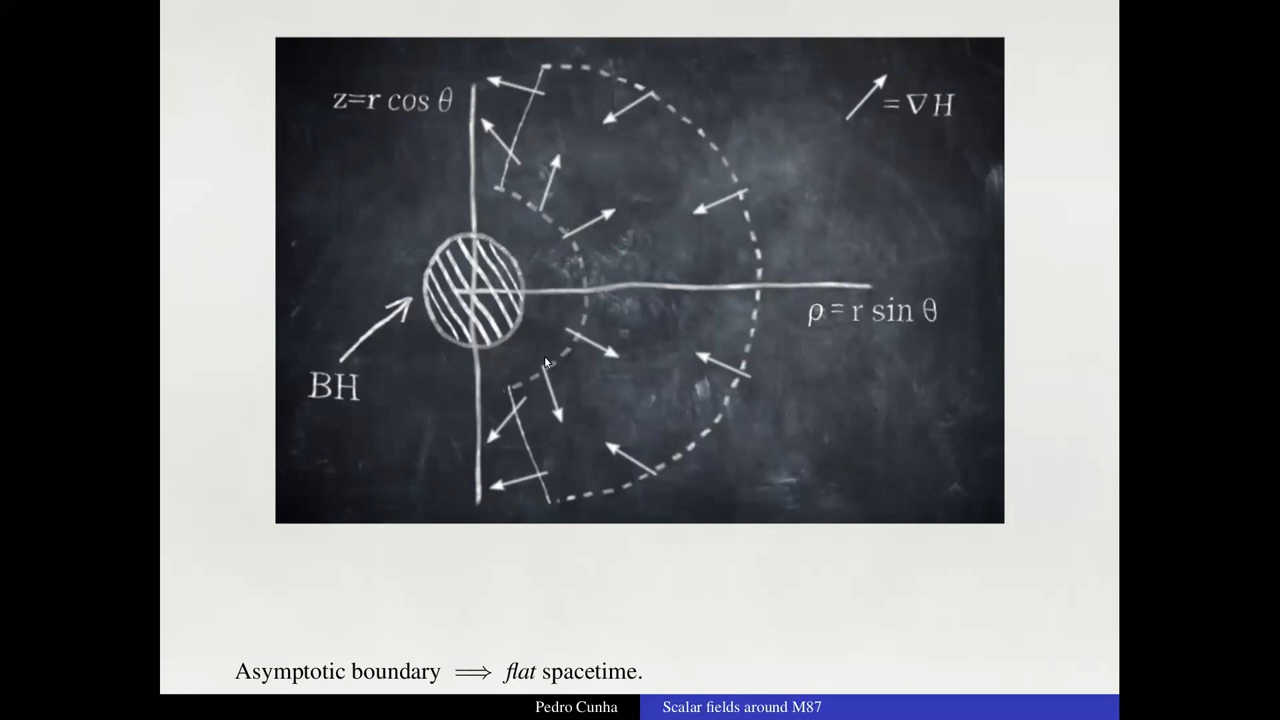 z=r cos θ
= ∇H
ρ = r sin θ
BH
Asymptotic boundary ⟹ flat spacetime.
Pedro Cunha
Scalar fields around M87